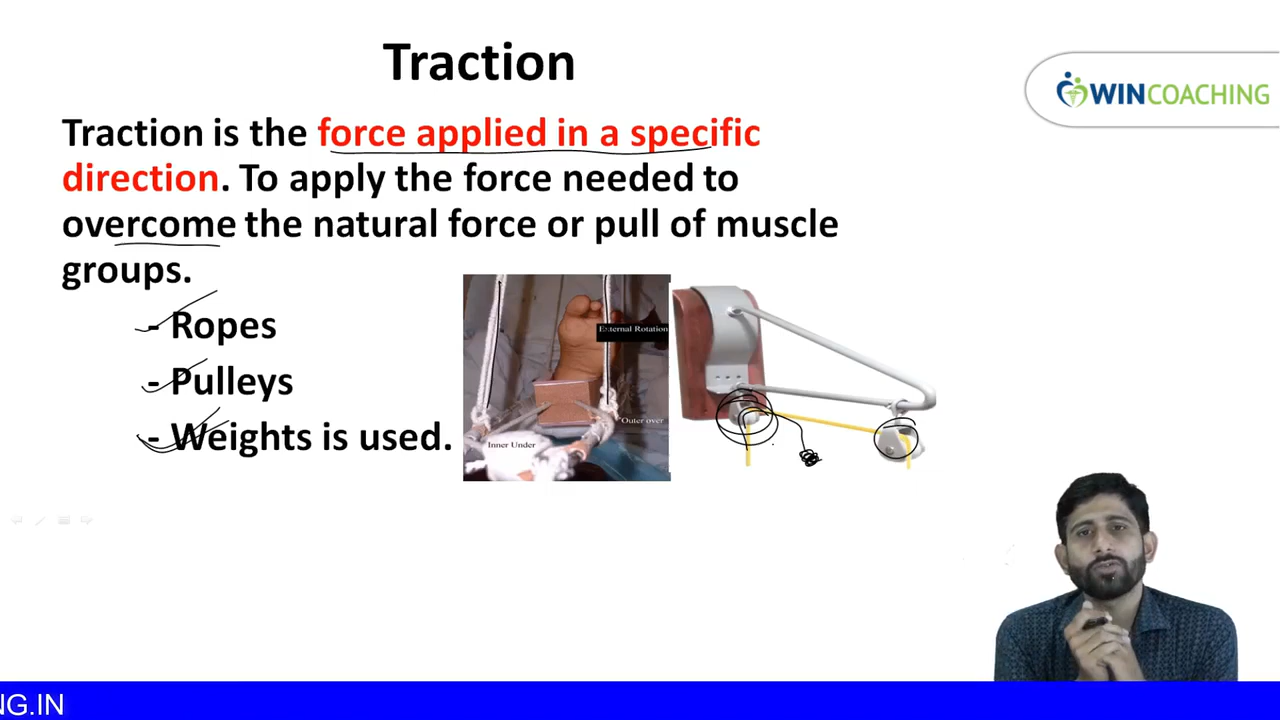 Traction
WINCOACHING
Traction is the force applied in a specific
direction. To apply the force needed to
overcome the natural force or pull of muscle
groups.
- Ropes
- Pulleys
- Weights is used.
External Rotation
Outer over
Inner Under
NG.IN